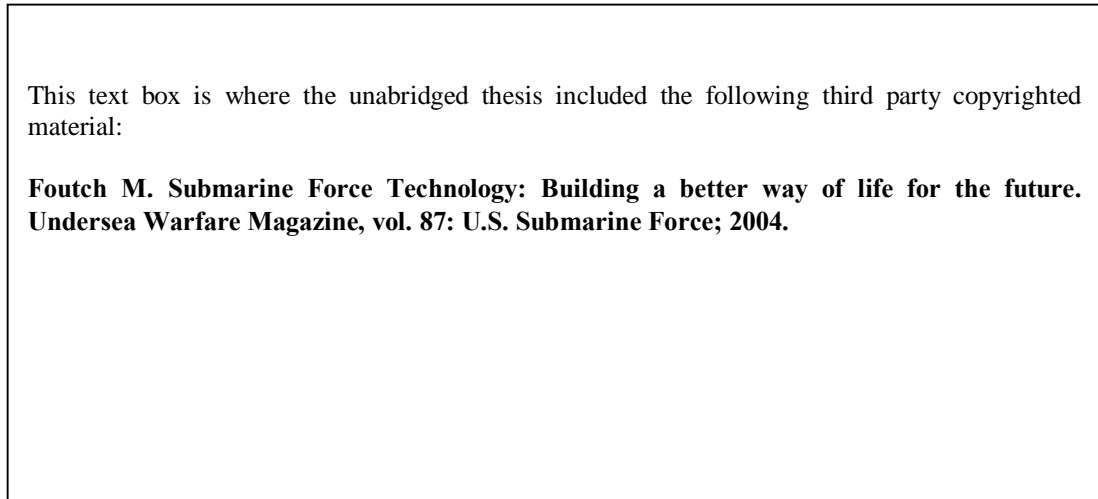 This text box is where the unabridged thesis included the following third party copyrighted
material:
Foutch M. Submarine Force Technology: Building a better way of life for the future.
Undersea Warfare Magazine, vol. 87: U.S. Submarine Force; 2004.